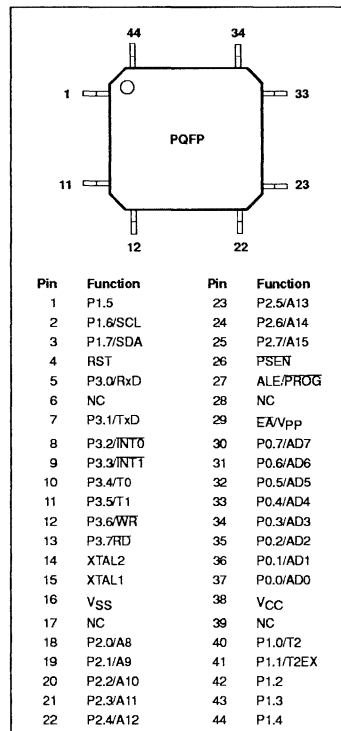 44 34
1 33
PQFP
11 23
12 22
Pin Function Pin Function
1 P1.5 23 P2.5/A13
2 P1.6/SCL 24 P2.6/A14
3 P1.7/SDA 25 P2.7/A15
4 RST 26 P̅S̅E̅N̅
5 P3.0/RxD 27 ALE/P̅R̅O̅G̅
6 NC 28 NC
7 P3.1/TxD 29 E̅A̅/VPP
8 P3.2/I̅N̅T̅0̅ 30 P0.7/AD7
9 P3.3/I̅N̅T̅1̅ 31 P0.6/AD6
10 P3.4/T0 32 P0.5/AD5
11 P3.5/T1 33 P0.4/AD4
12 P3.6/W̅R̅ 34 P0.3/AD3
13 P3.7R̅D̅ 35 P0.2/AD2
14 XTAL2 36 P0.1/AD1
15 XTAL1 37 P0.0/AD0
16 VSS 38 VCC
17 NC 39 NC
18 P2.0/A8 40 P1.0/T2
19 P2.1/A9 41 P1.1/T2EX
20 P2.2/A10 42 P1.2
21 P2.3/A11 43 P1.3
22 P2.4/A12 44 P1.4